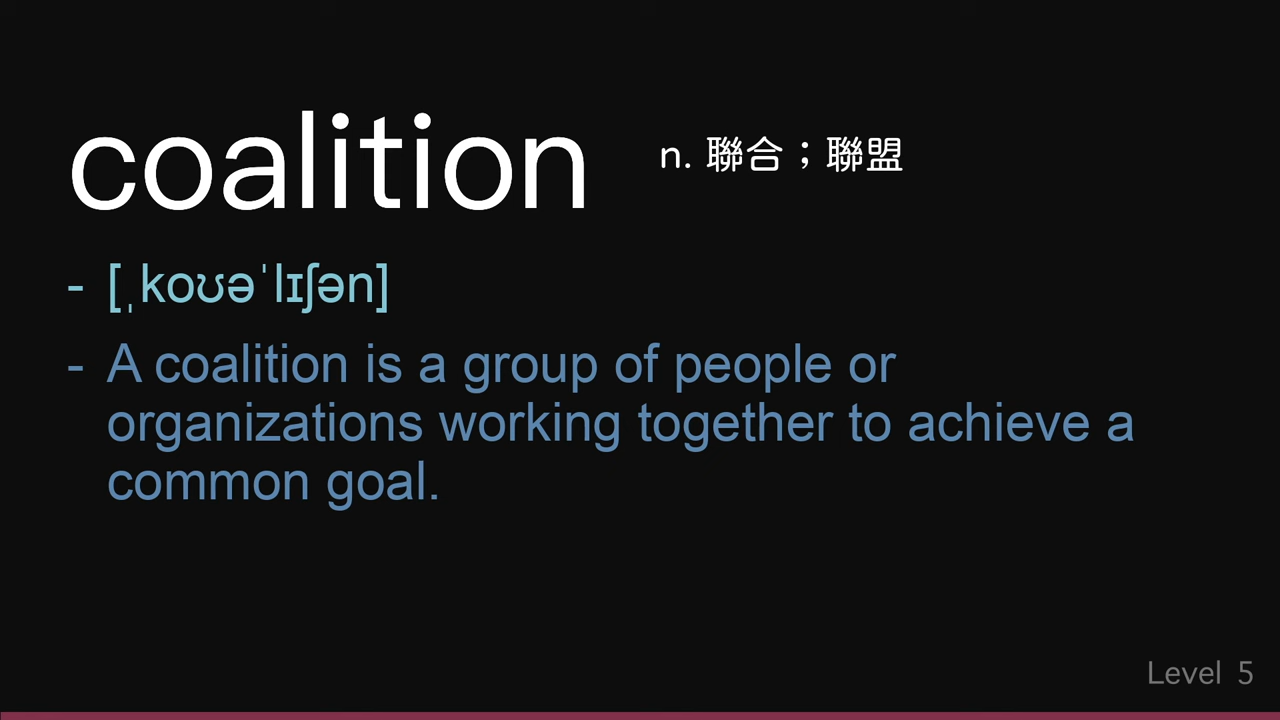 coalition n. 聯合；聯盟
- [ˌkoʊəˈlɪʃən]
- A coalition is a group of people or
organizations working together to achieve a
common goal.
Level 5